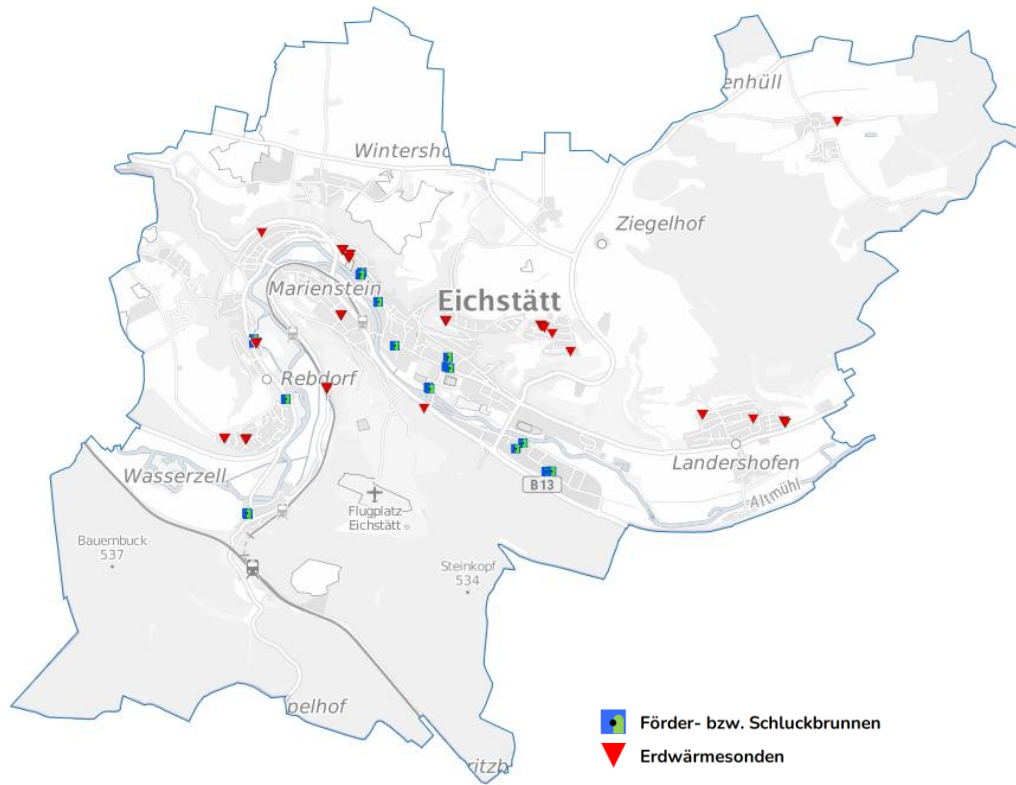 enhüll
Wintersho
Ziegelhof
Marienstein
Eichstätt
Rebdorf
Wasserzell
Landershofen
B13
Altmühl
Flugplatz-
Eichstätt
Bauernbuck
537
Steinkopf
534
pelhof
ritzb
Förder- bzw. Schluckbrunnen
Erdwärmesonden